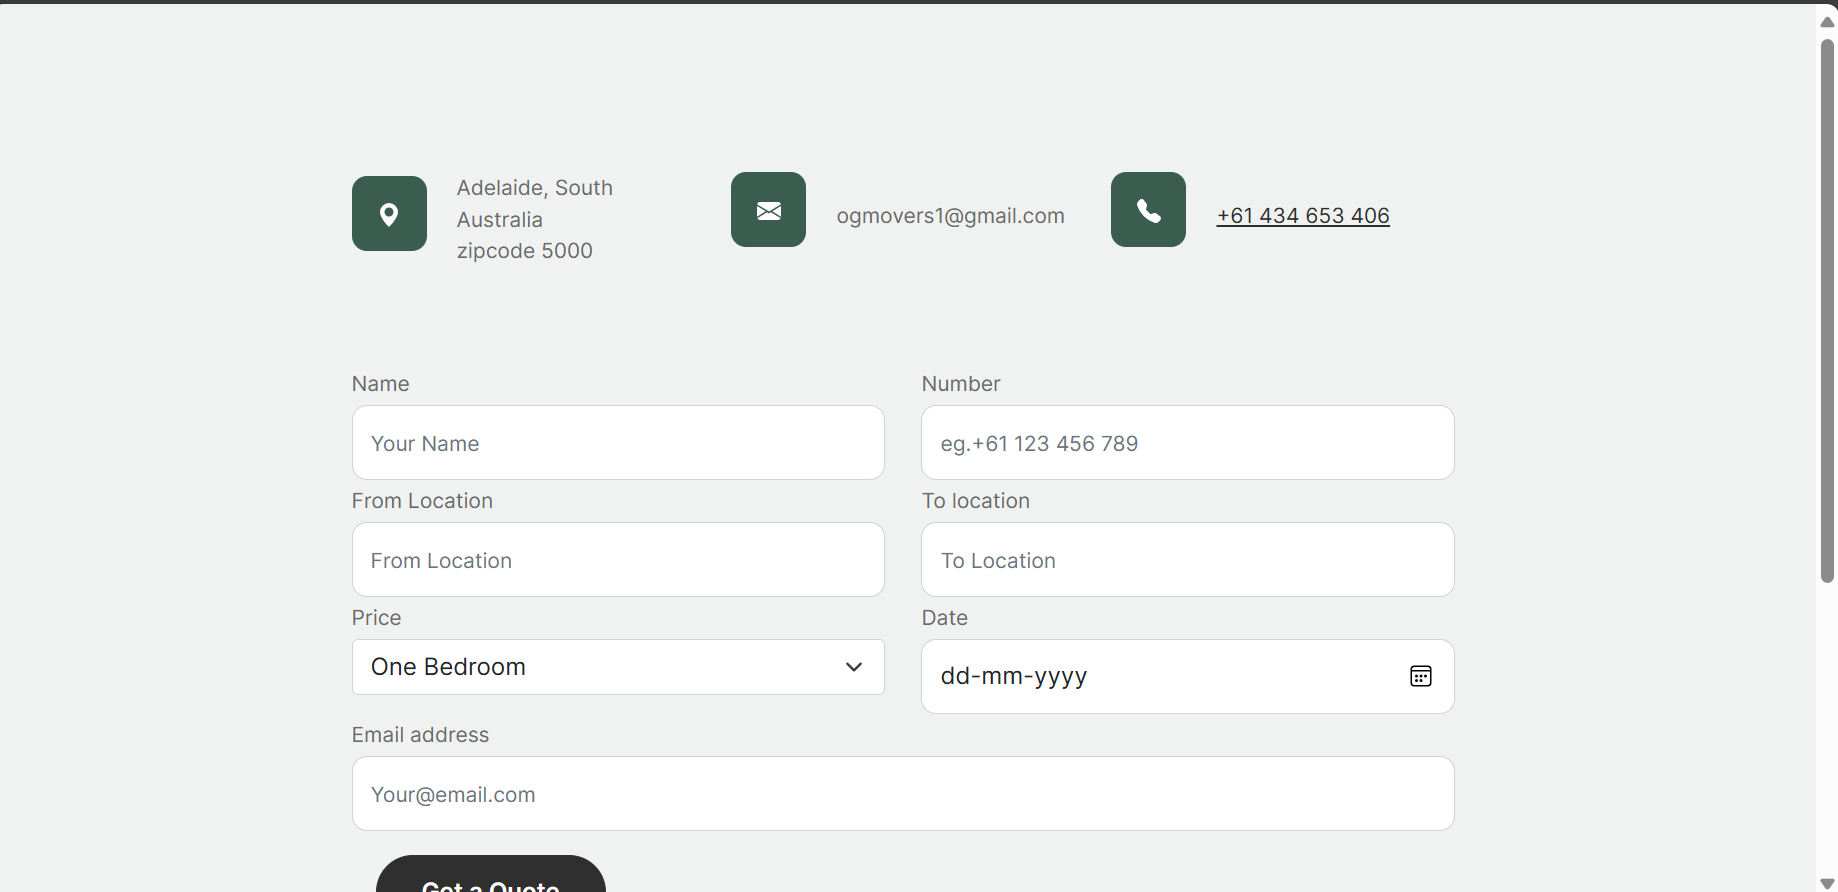 Adelaide, South
Australia
zipcode 5000
ogmovers1@gmail.com
+61 434 653 406
Name
Number
Your Name
eg.+61 123 456 789
From Location
To location
From Location
To Location
Price
Date
One Bedroom
dd-mm-yyyy
Email address
Your@email.com
Get a Quote